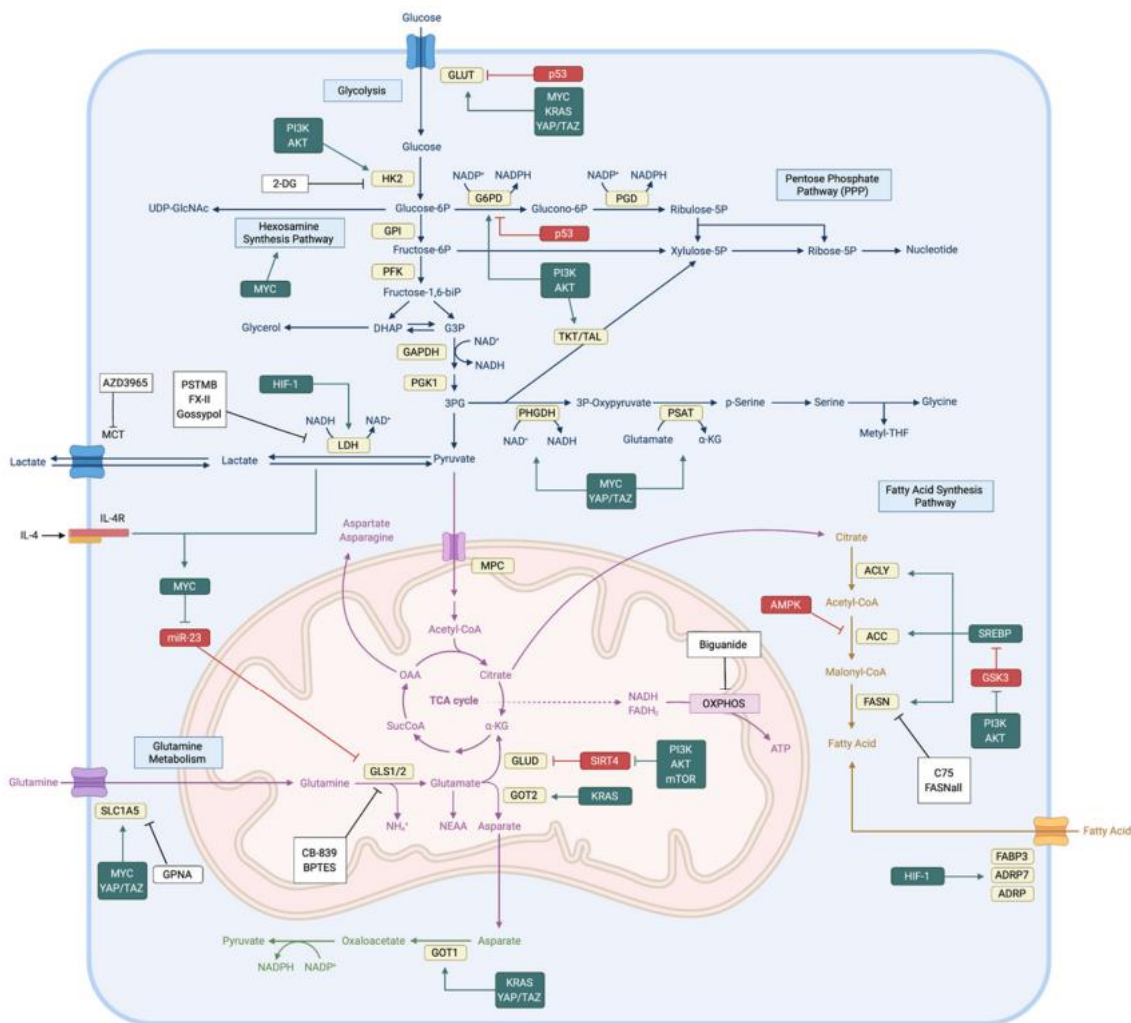 Glucose
GLUT
p53
Glycolysis
MYC
KRAS
YAP/TAZ
PI3K
AKT
Glucose
2-DG
HK2
NADP⁺
NADPH
NADP⁺
NADPH
Pentose Phosphate
Pathway (PPP)
G6PD
PGD
UDP-GlcNAc
Glucose-6P
Glucono-6P
Ribulose-5P
Hexosamine
Synthesis Pathway
GPI
p53
Fructose-6P
Xylulose-5P
Ribose-5P
Nucleotide
PFK
PI3K
AKT
MYC
Fructose-1,6-biP
Glycerol
DHAP
G3P
NAD⁺
TKT/TAL
GAPDH
NADH
AZD3965
PSTMB
FX-II
Gossypol
HIF-1
PGK1
3PG
3P-Oxypyruvate
p-Serine
Serine
Glycine
MCT
NADH
NAD⁺
PHGDH
PSAT
LDH
NAD⁺
NADH
Glutamate
α-KG
Metyl-THF
Lactate
Lactate
Pyruvate
MYC
YAP/TAZ
Fatty Acid Synthesis
Pathway
IL-4R
IL-4
Aspartate
Asparagine
Citrate
MPC
ACLY
MYC
Acetyl-CoA
AMPK
miR-23
Acetyl-CoA
Biguanide
ACC
SREBP
OAA
Citrate
Malonyl-CoA
GSK3
TCA cycle
NADH
FADH₂
OXPHOS
FASN
SucCoA
α-KG
PI3K
AKT
Glutamine
Metabolism
ATP
Fatty Acid
GLUD
SIRT4
PI3K
AKT
mTOR
GLS1/2
C75
FASNall
Glutamine
Glutamine
Glutamate
GOT2
KRAS
SLC1A5
NH₄⁺
NEAA
Asparate
Fatty Acid
CB-839
BPTES
MYC
YAP/TAZ
GPNA
FABP3
HIF-1
ADRP7
ADRP
Pyruvate
Oxaloacetate
Asparate
GOT1
NADPH
NADP⁺
KRAS
YAP/TAZ